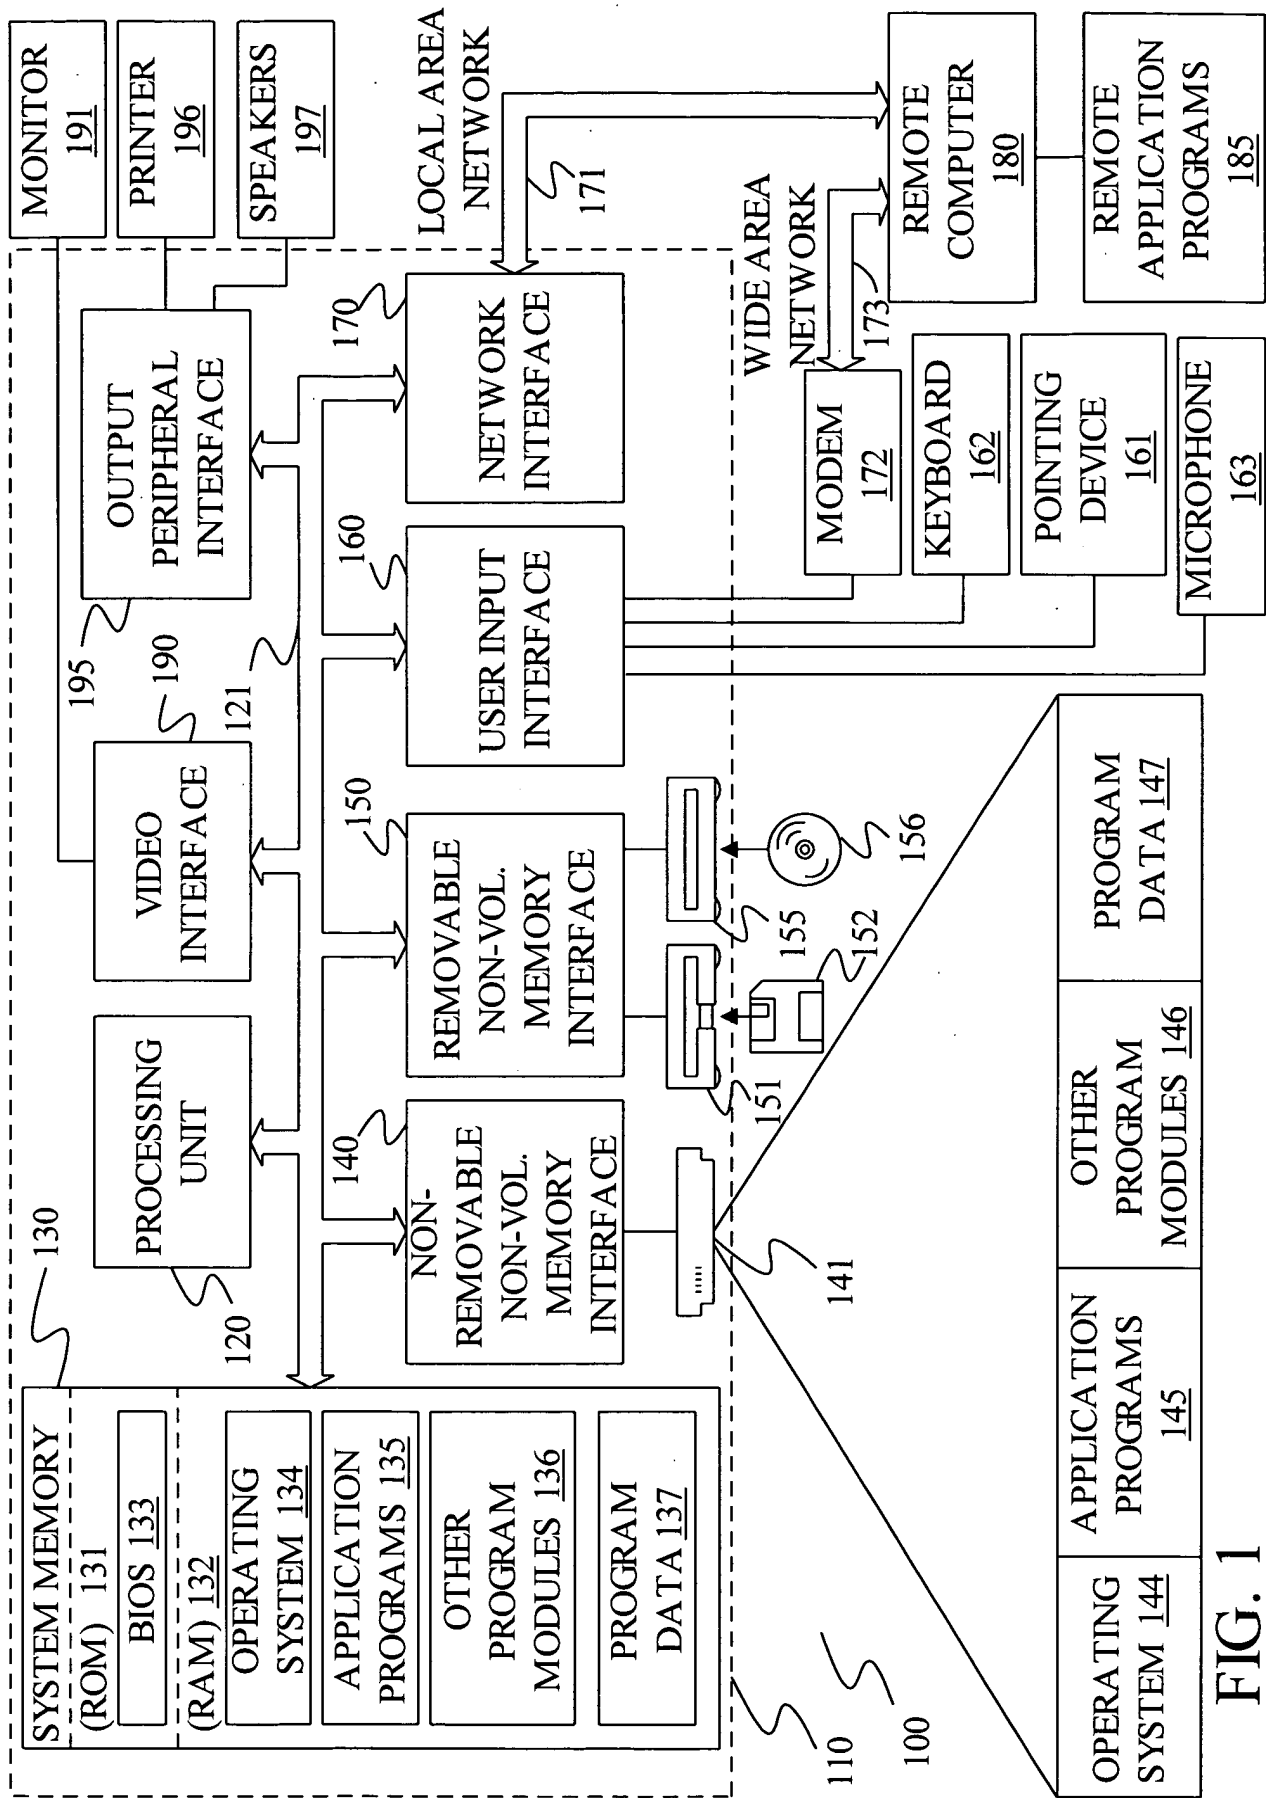 SYSTEM MEMORY
130
(ROM) 131
BIOS 133
(RAM) 132
OPERATING
SYSTEM 134
APPLICATION
PROGRAMS 135
OTHER
PROGRAM
MODULES 136
PROGRAM
DATA 137
PROCESSING
UNIT
120
VIDEO
INTERFACE
190
121
OUTPUT
PERIPHERAL
INTERFACE
195
MONITOR
191
PRINTER
196
SPEAKERS
197
140
NON-
REMOVABLE
NON-VOL.
MEMORY
INTERFACE
150
REMOVABLE
NON-VOL.
MEMORY
INTERFACE
160
USER INPUT
INTERFACE
170
NETWORK
INTERFACE
LOCAL AREA
NETWORK
171
WIDE AREA
NETWORK
173
141
151
152
155
156
MODEM
172
KEYBOARD
162
POINTING
DEVICE
161
MICROPHONE
163
REMOTE
COMPUTER
180
REMOTE
APPLICATION
PROGRAMS
185
110
100
OPERATING
SYSTEM 144
APPLICATION
PROGRAMS
145
OTHER
PROGRAM
MODULES 146
PROGRAM
DATA 147
FIG. 1